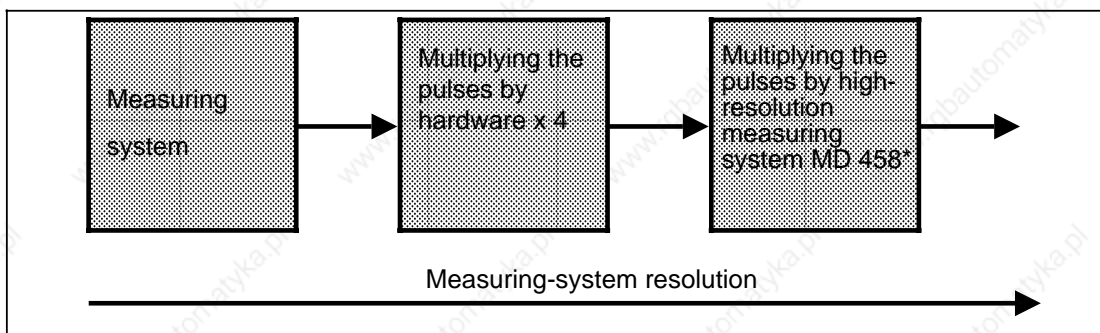 Measuring
system
Multiplying the
pulses by
hardware x 4
Multiplying the
pulses by high-
resolution
measuring
system MD 458*
Measuring-system resolution